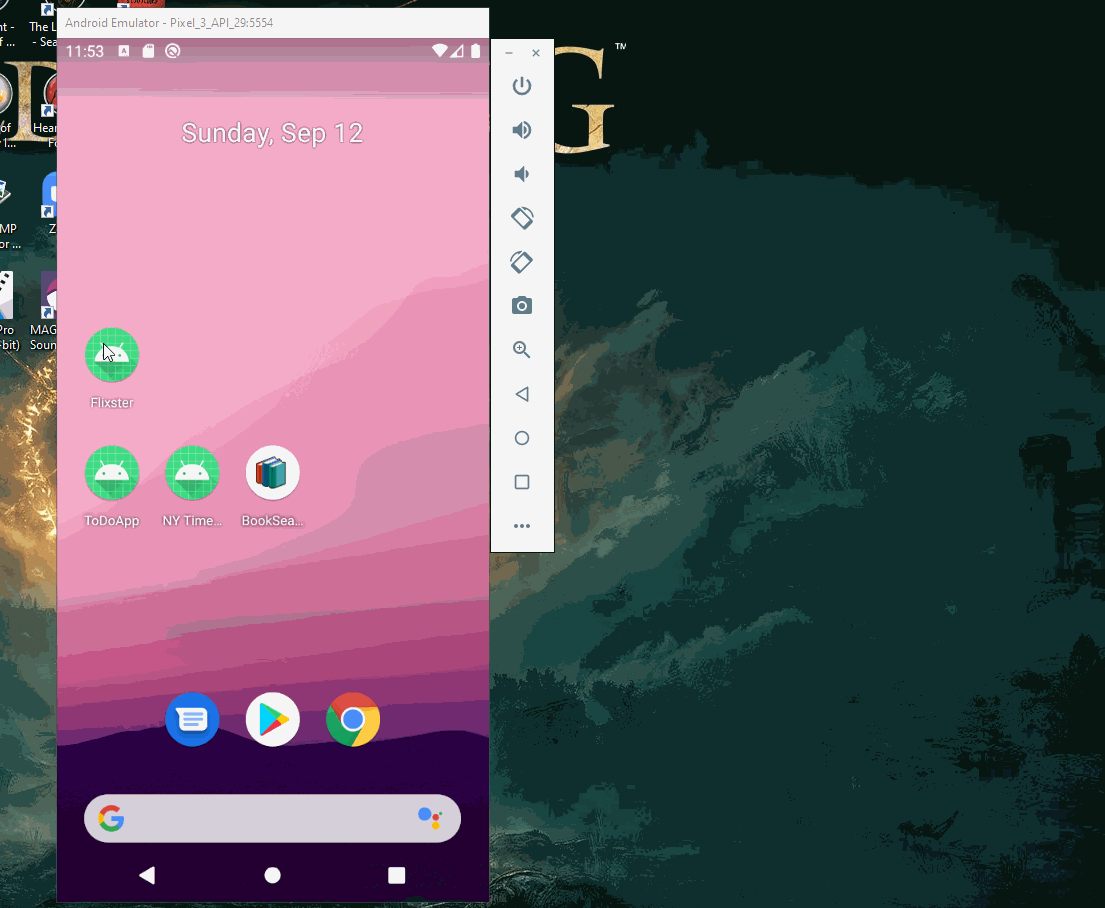 Android Emulator - Pixel_3_API_29:5554
11:53
Sunday, Sep 12
Flixster
ToDoApp
NY Time...
BookSea...
nt -
The L
of ...
- Sea
TM
of
Hear
r I...
Fo
MP
Z
or ...
Pro
MAG
-bit)
Soun
G